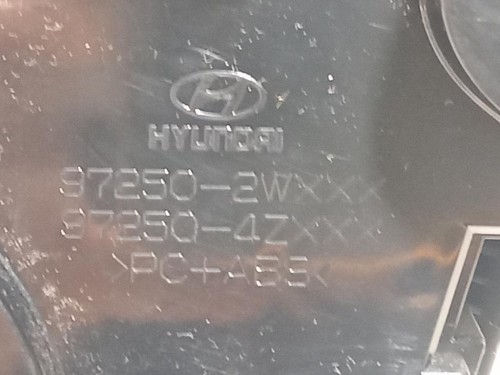 HYUNDAI
97250-2WXXX
97250-4ZXXX
>PC+ABS<